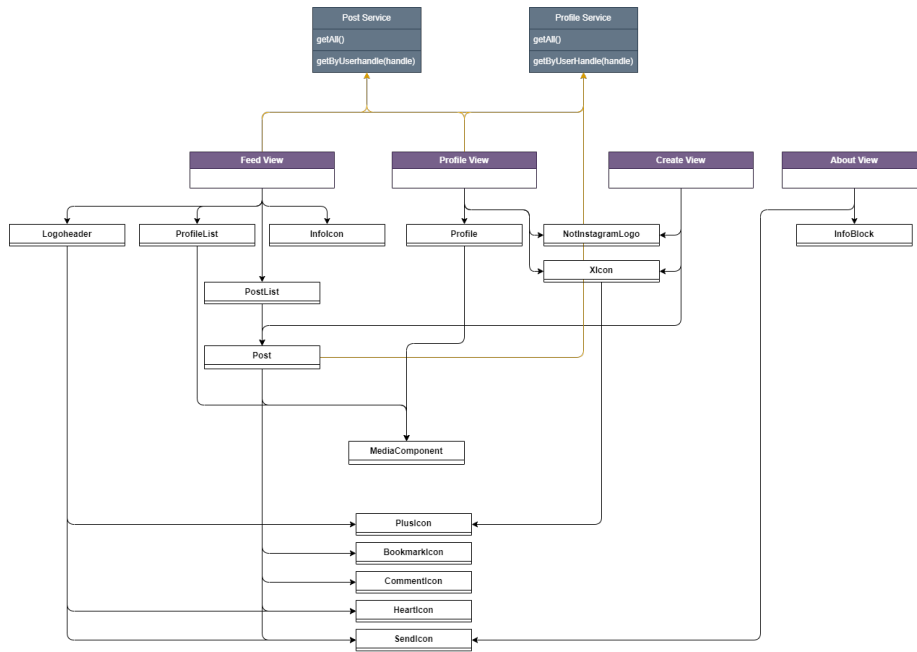 Post Service
getAll()
getByUserhandle(handle)
Profile Service
getAll()
getByUserHandle(handle)
Feed View
Profile View
Create View
About View
Logoheader
ProfileList
InfoIcon
Profile
NotInstagramLogo
InfoBlock
XIcon
PostList
Post
MediaComponent
PlusIcon
BookmarkIcon
CommentIcon
HeartIcon
SendIcon